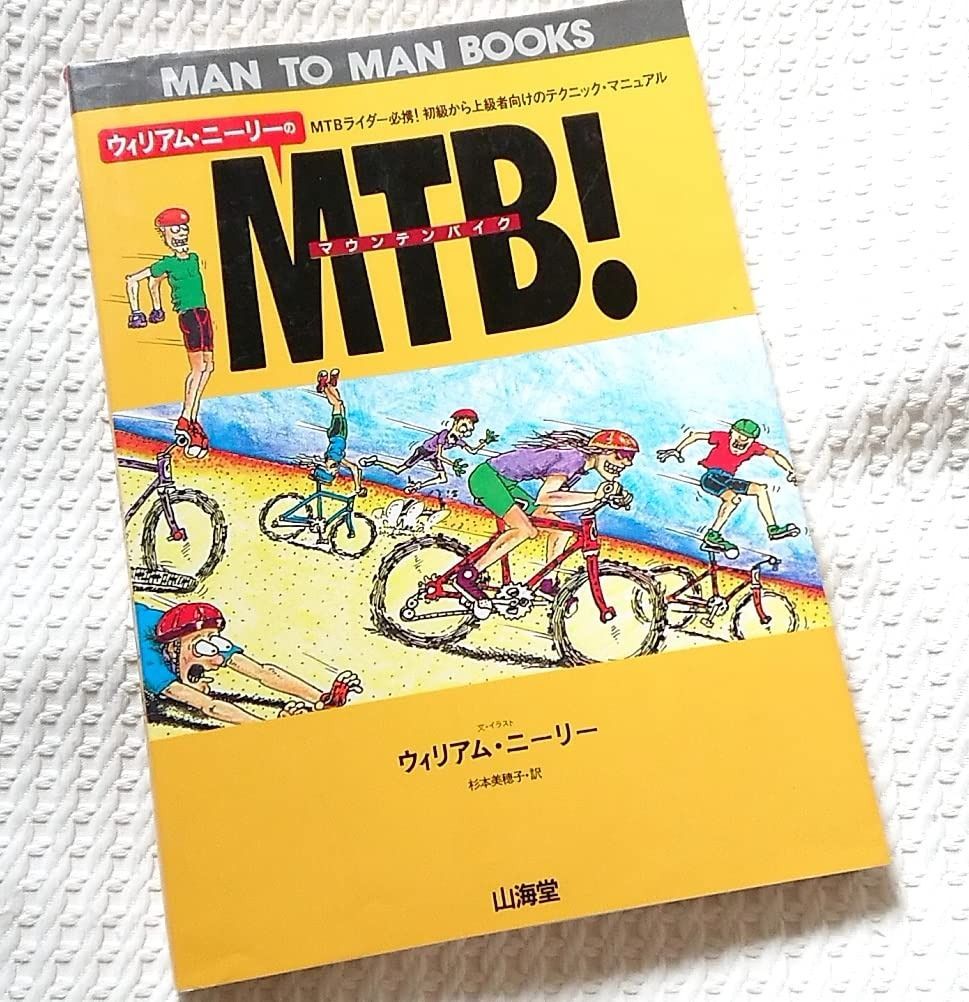 MAN TO MAN BOOKS
MTBライダー必携!初級から上級者向けのテクニック・マニュアル
ウィリアム・ニーリーの
MTB!
マウンテンバイク
文・イラスト
ウィリアム・ニーリー
杉本美穂子・訳
山海堂